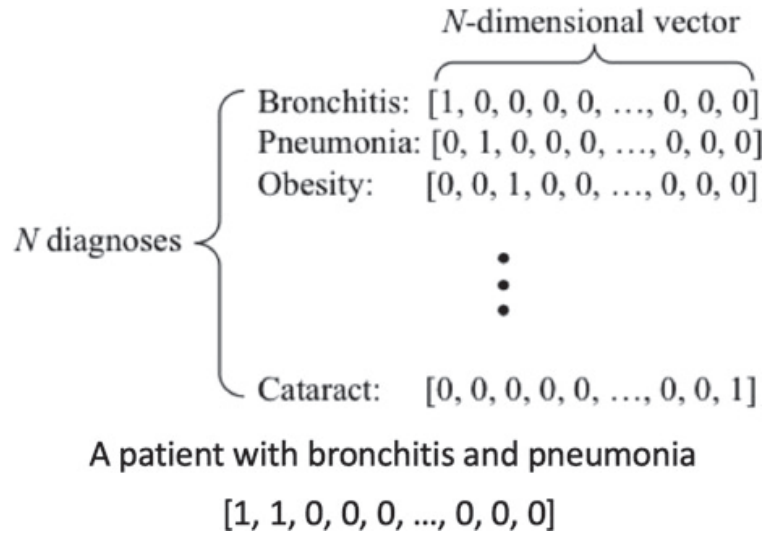 N-dimensional vector
Bronchitis: [1, 0, 0, 0, 0, ..., 0, 0, 0]
Pneumonia: [0, 1, 0, 0, 0, ..., 0, 0, 0]
Obesity: [0, 0, 1, 0, 0, ..., 0, 0, 0]
N diagnoses
Cataract: [0, 0, 0, 0, 0, ..., 0, 0, 1]
A patient with bronchitis and pneumonia
[1, 1, 0, 0, 0, ..., 0, 0, 0]